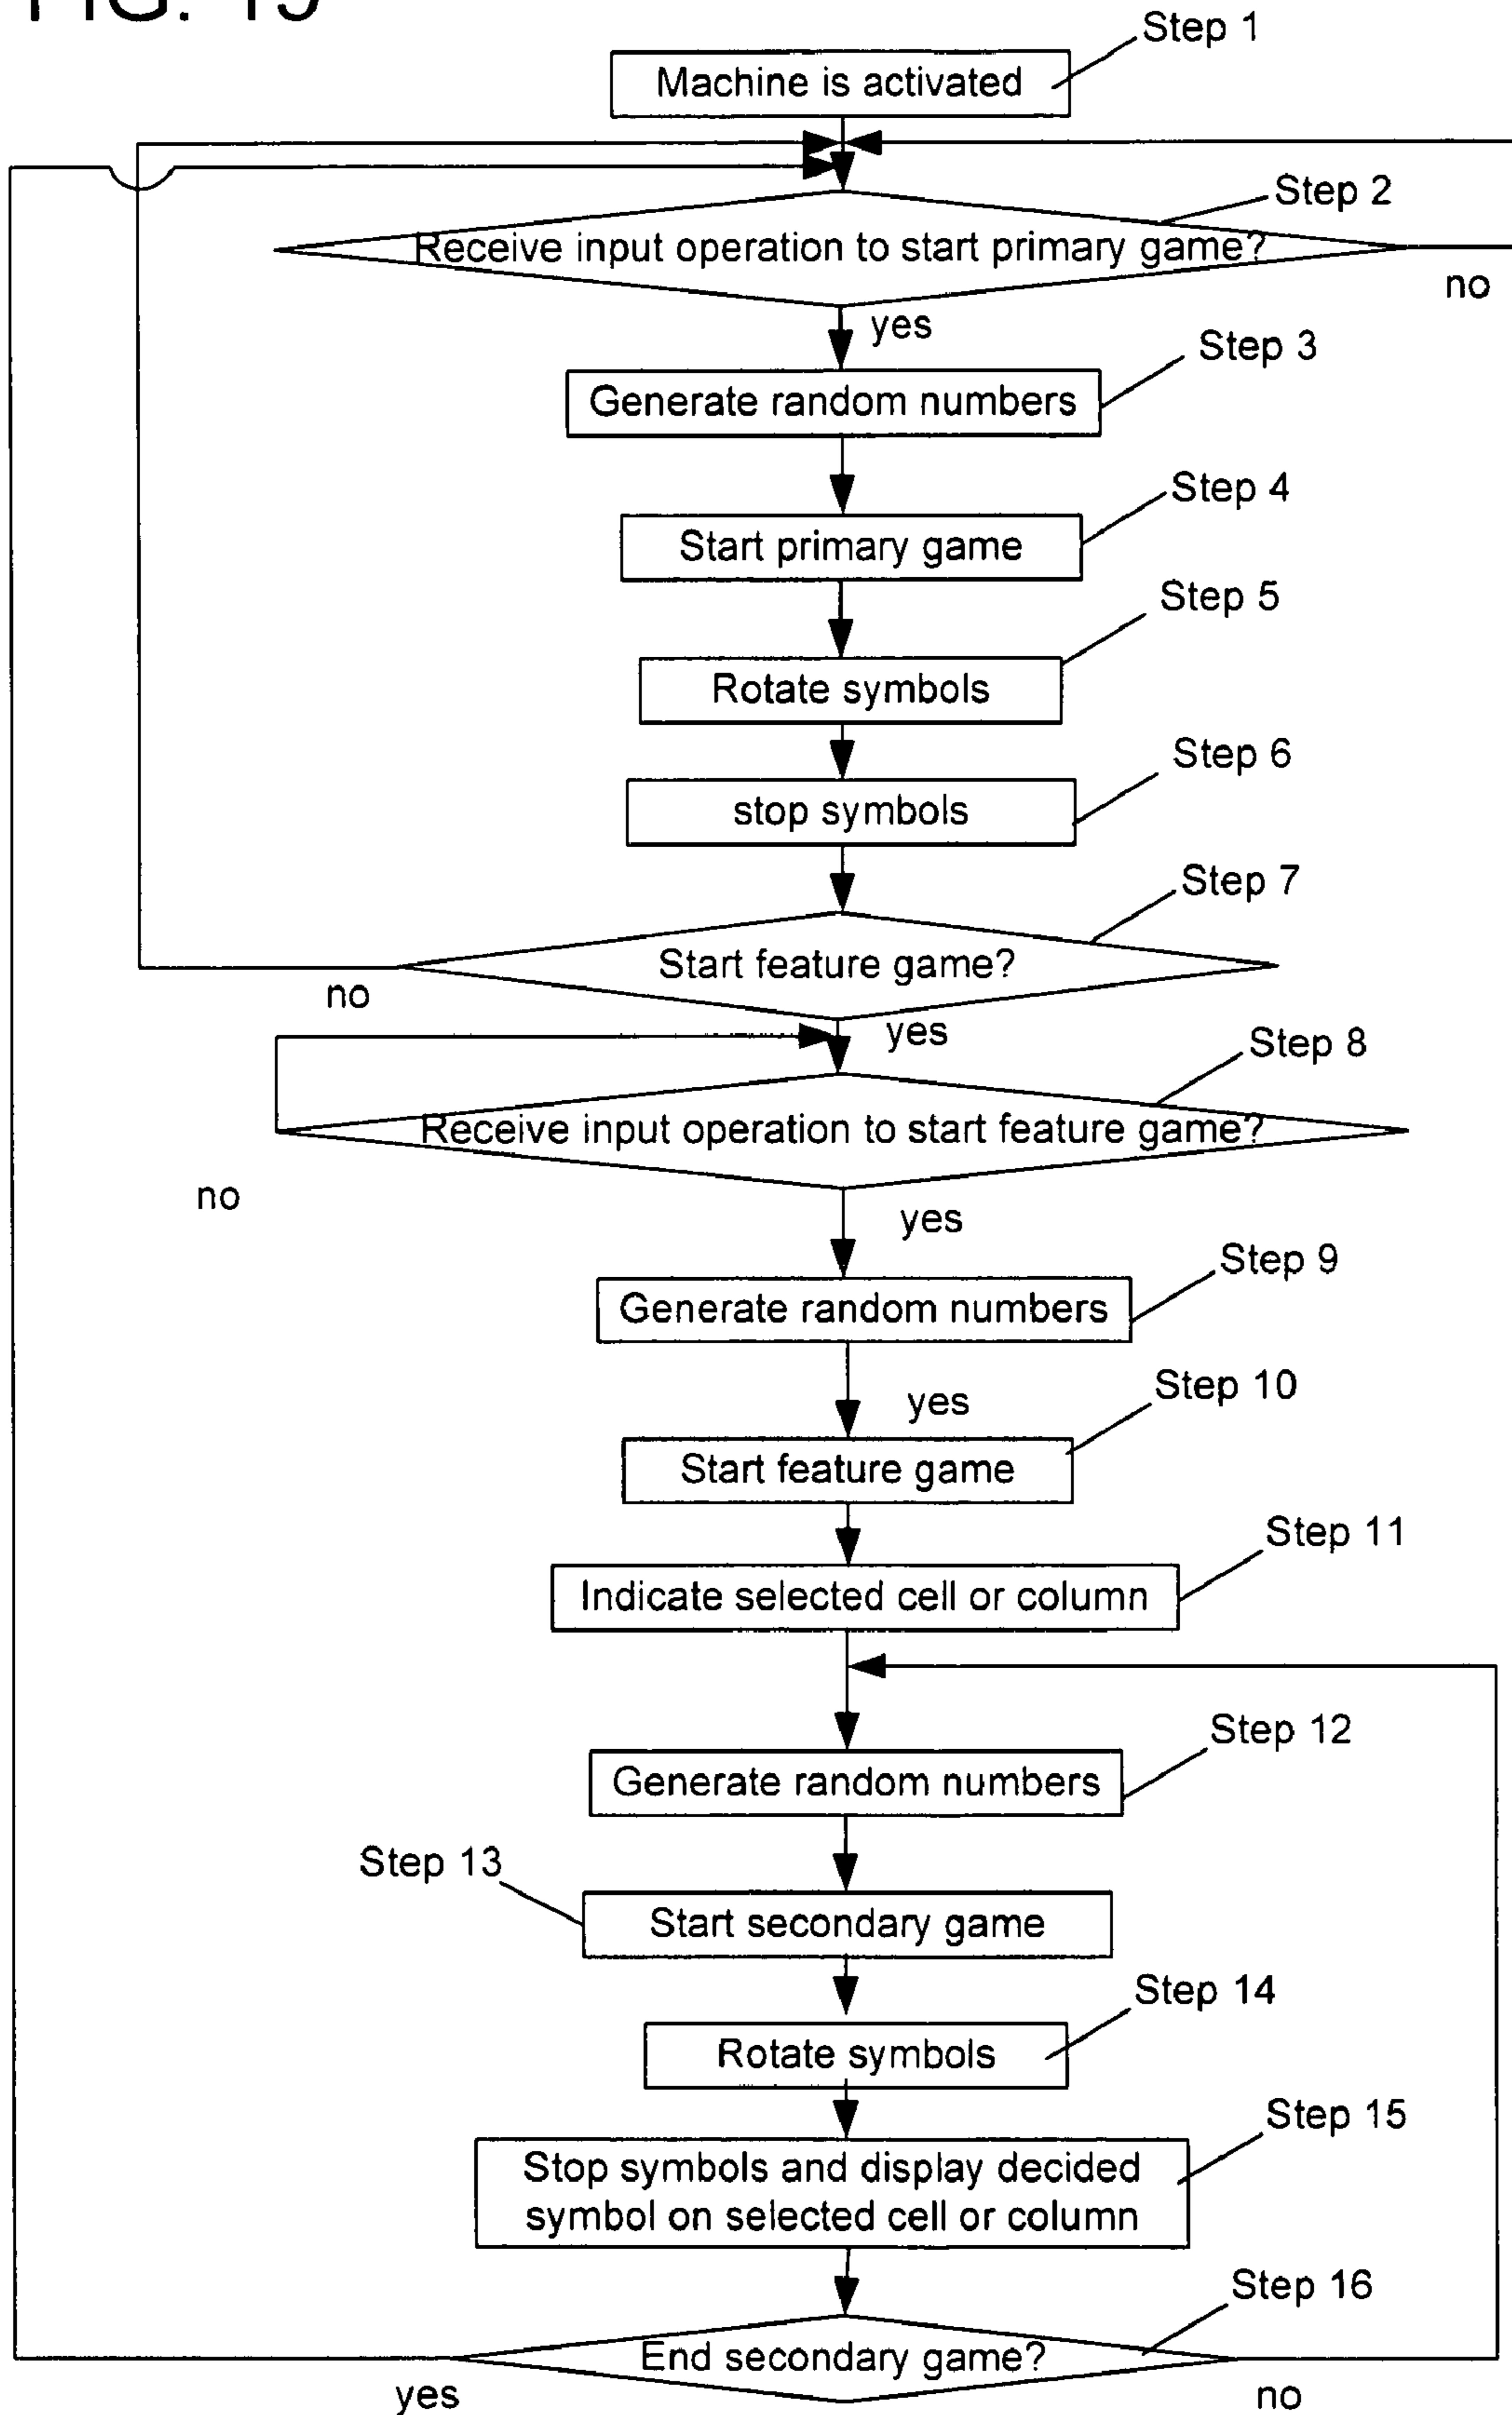 Step 1
Machine is activated
Step 2
Receive input operation to start primary game?
no
yes
Step 3
Generate random numbers
Step 4
Start primary game
Step 5
Rotate symbols
Step 6
stop symbols
Step 7
Start feature game?
no
yes
Step 8
Receive input operation to start feature game?
no
yes
Step 9
Generate random numbers
yes
Step 10
Start feature game
Step 11
Indicate selected cell or column
Step 12
Generate random numbers
Step 13
Start secondary game
Step 14
Rotate symbols
Step 15
Stop symbols and display decided
symbol on selected cell or column
Step 16
End secondary game?
yes
no